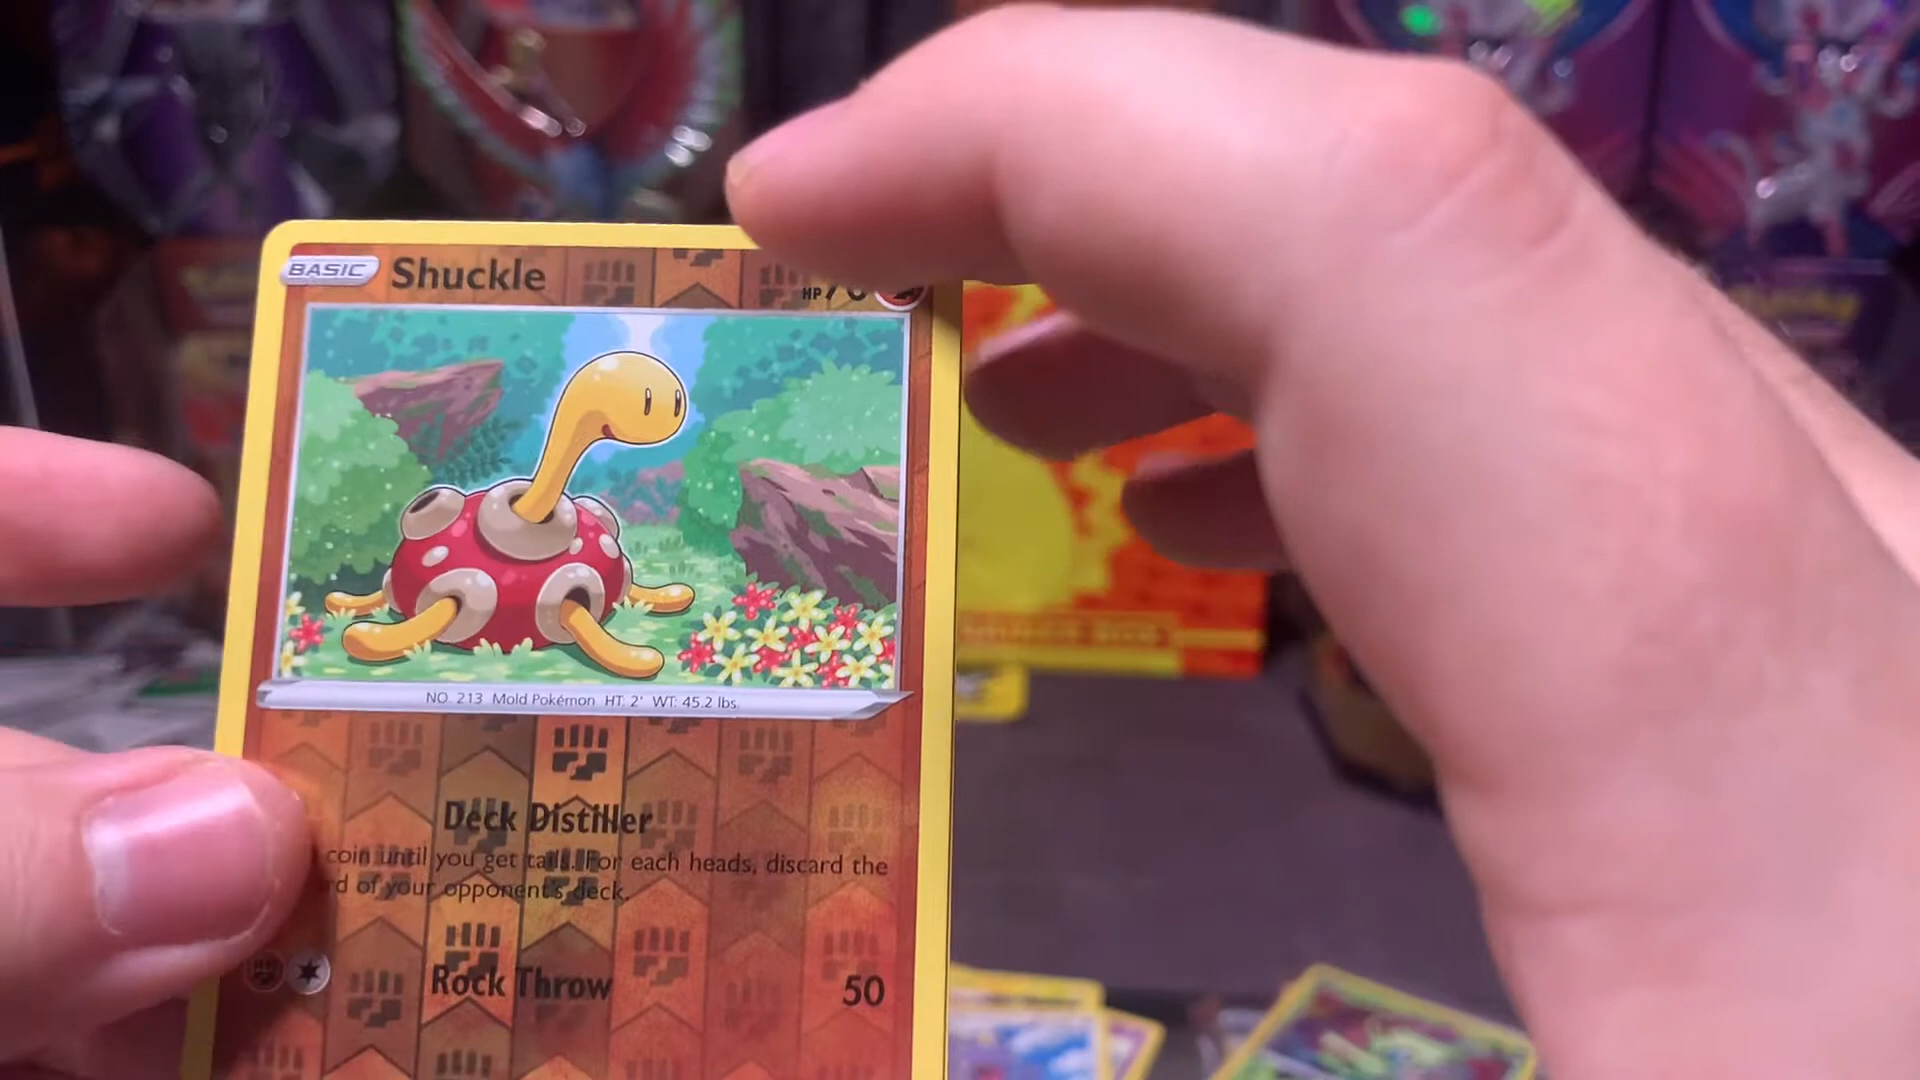 BASIC Shuckle HP
NO. 213 Mold Pokémon HT: 2' WT: 45.2 lbs.
Deck Distiller
coin until you get tails. For each heads, discard the
of your opponent's deck.
Rock Throw 50